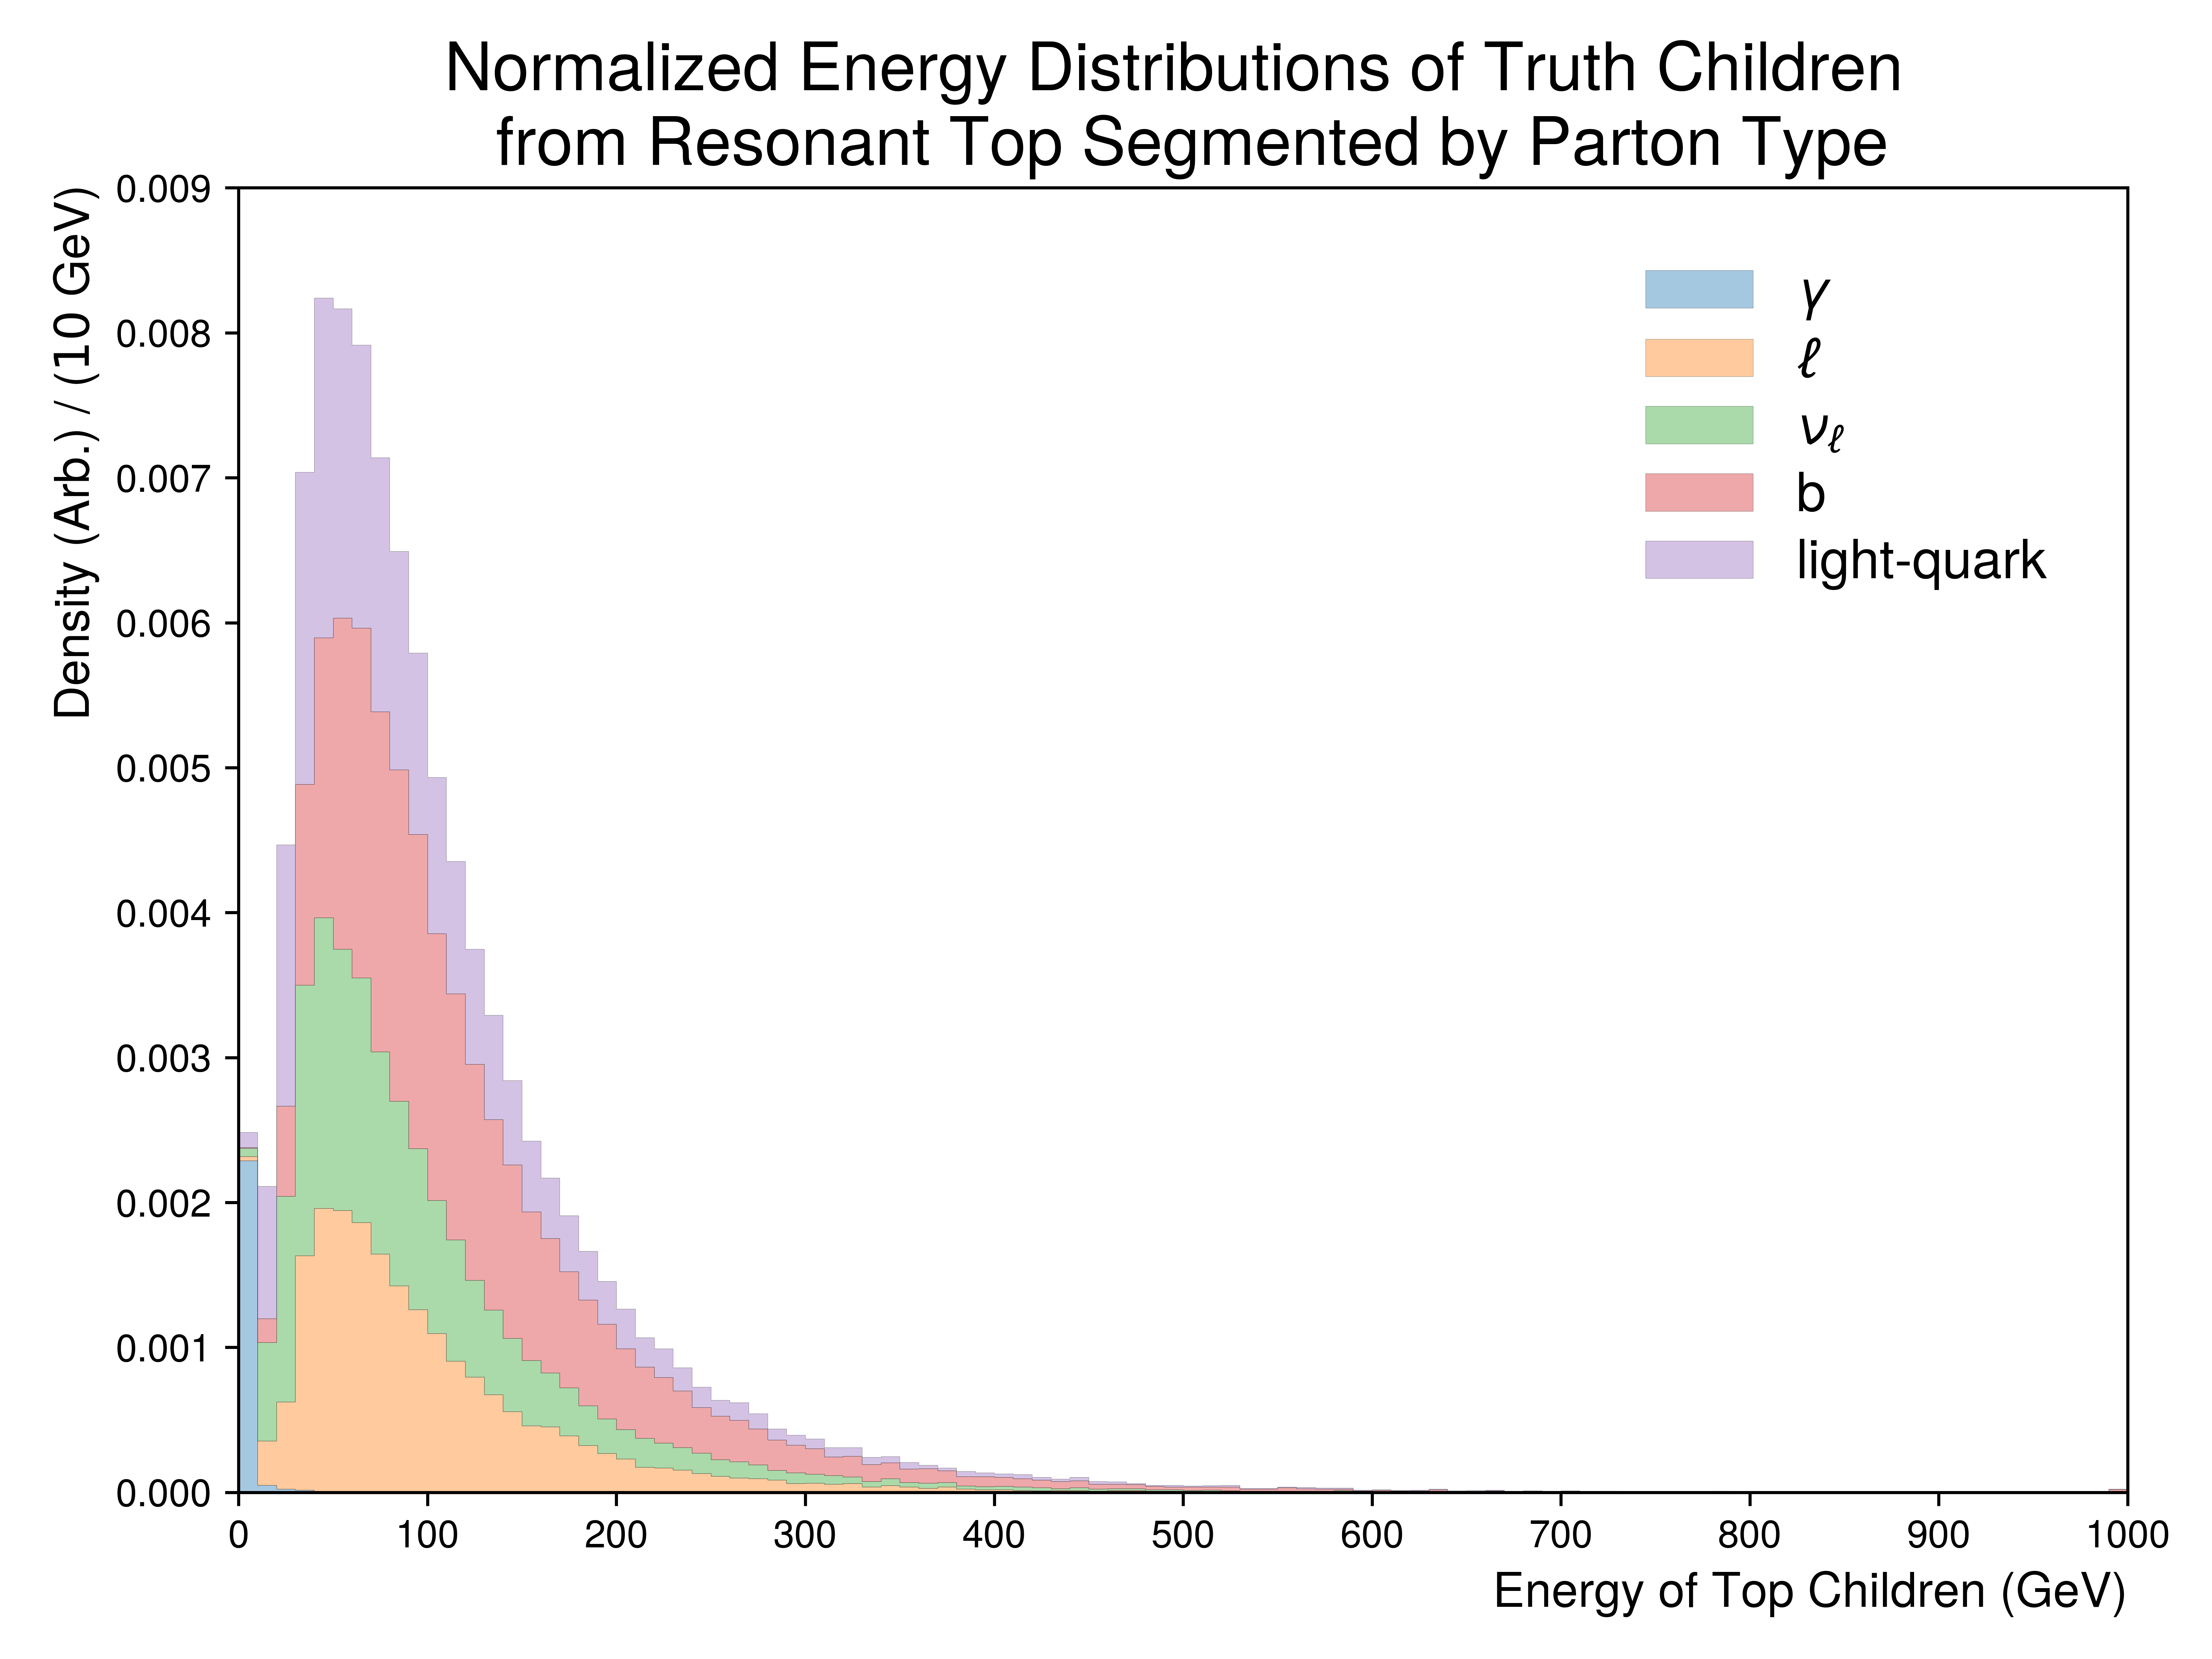 Normalized Energy Distributions of Truth Children
from Resonant Top Segmented by Parton Type
Density (Arb.) / (10 GeV)
0.009
0.008
0.007
0.006
0.005
0.004
0.003
0.002
0.001
0.000
γ
ℓ
νℓ
b
light-quark
0 100 200 300 400 500 600 700 800 900 1000
Energy of Top Children (GeV)